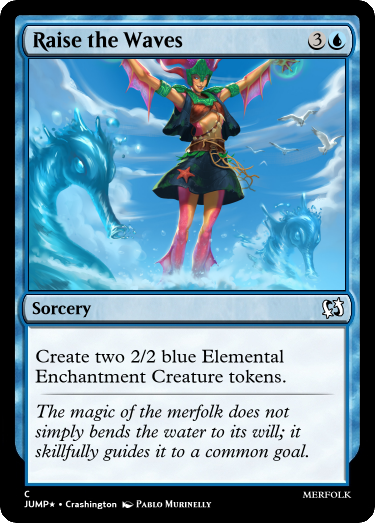 Raise the Waves 3
Sorcery
Create two 2/2 blue Elemental
Enchantment Creature tokens.
The magic of the merfolk does not
simply bends the water to its will; it
skillfully guides it to a common goal.
C MERFOLK
JUMP★ • Crashington Pablo Murinelly